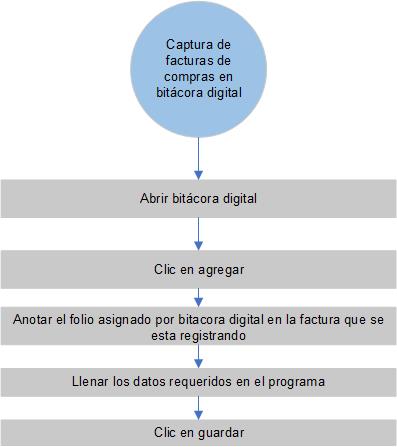 Captura de
facturas de
compras en
bitácora digital
Abrir bitácora digital
Clic en agregar
Anotar el folio asignado por bitacora digital en la factura que se
esta registrando
Llenar los datos requeridos en el programa
Clic en guardar